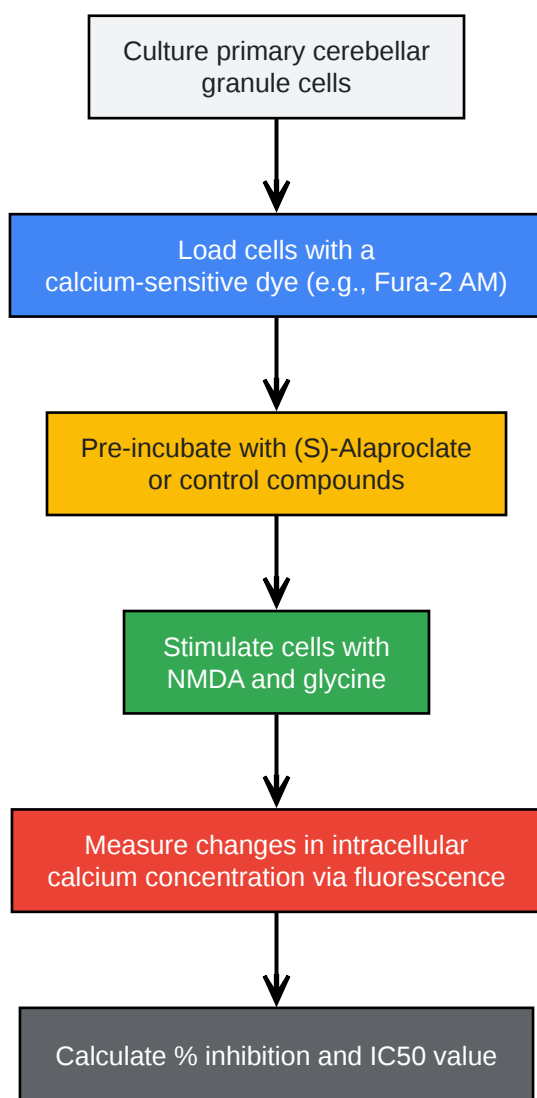 Culture primary cerebellar
granule cells
Load cells with a
calcium-sensitive dye (e.g., Fura-2 AM)
Pre-incubate with (S)-Alaproclate
or control compounds
Stimulate cells with
NMDA and glycine
Measure changes in intracellular
calcium concentration via fluorescence
Calculate % inhibition and IC50 value